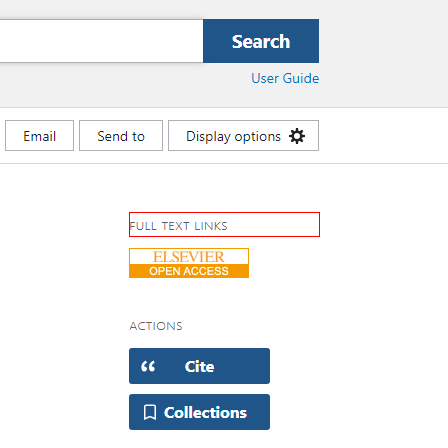 Search
User Guide
Email Send to Display options
FULL TEXT LINKS
ELSEVIER
OPEN ACCESS
ACTIONS
Cite
Collections